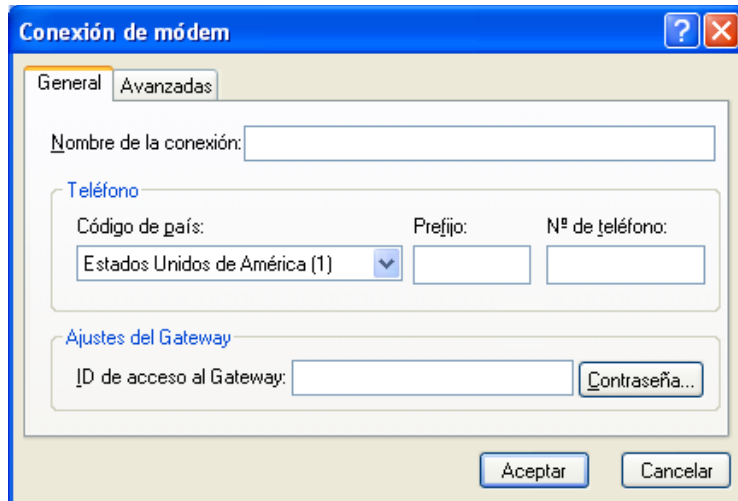 Conexión de módem
General Avanzadas
Nombre de la conexión:
Teléfono
Código de país: Prefijo: Nº de teléfono:
Estados Unidos de América (1)
Ajustes del Gateway
ID de acceso al Gateway: Contraseña...
Aceptar Cancelar